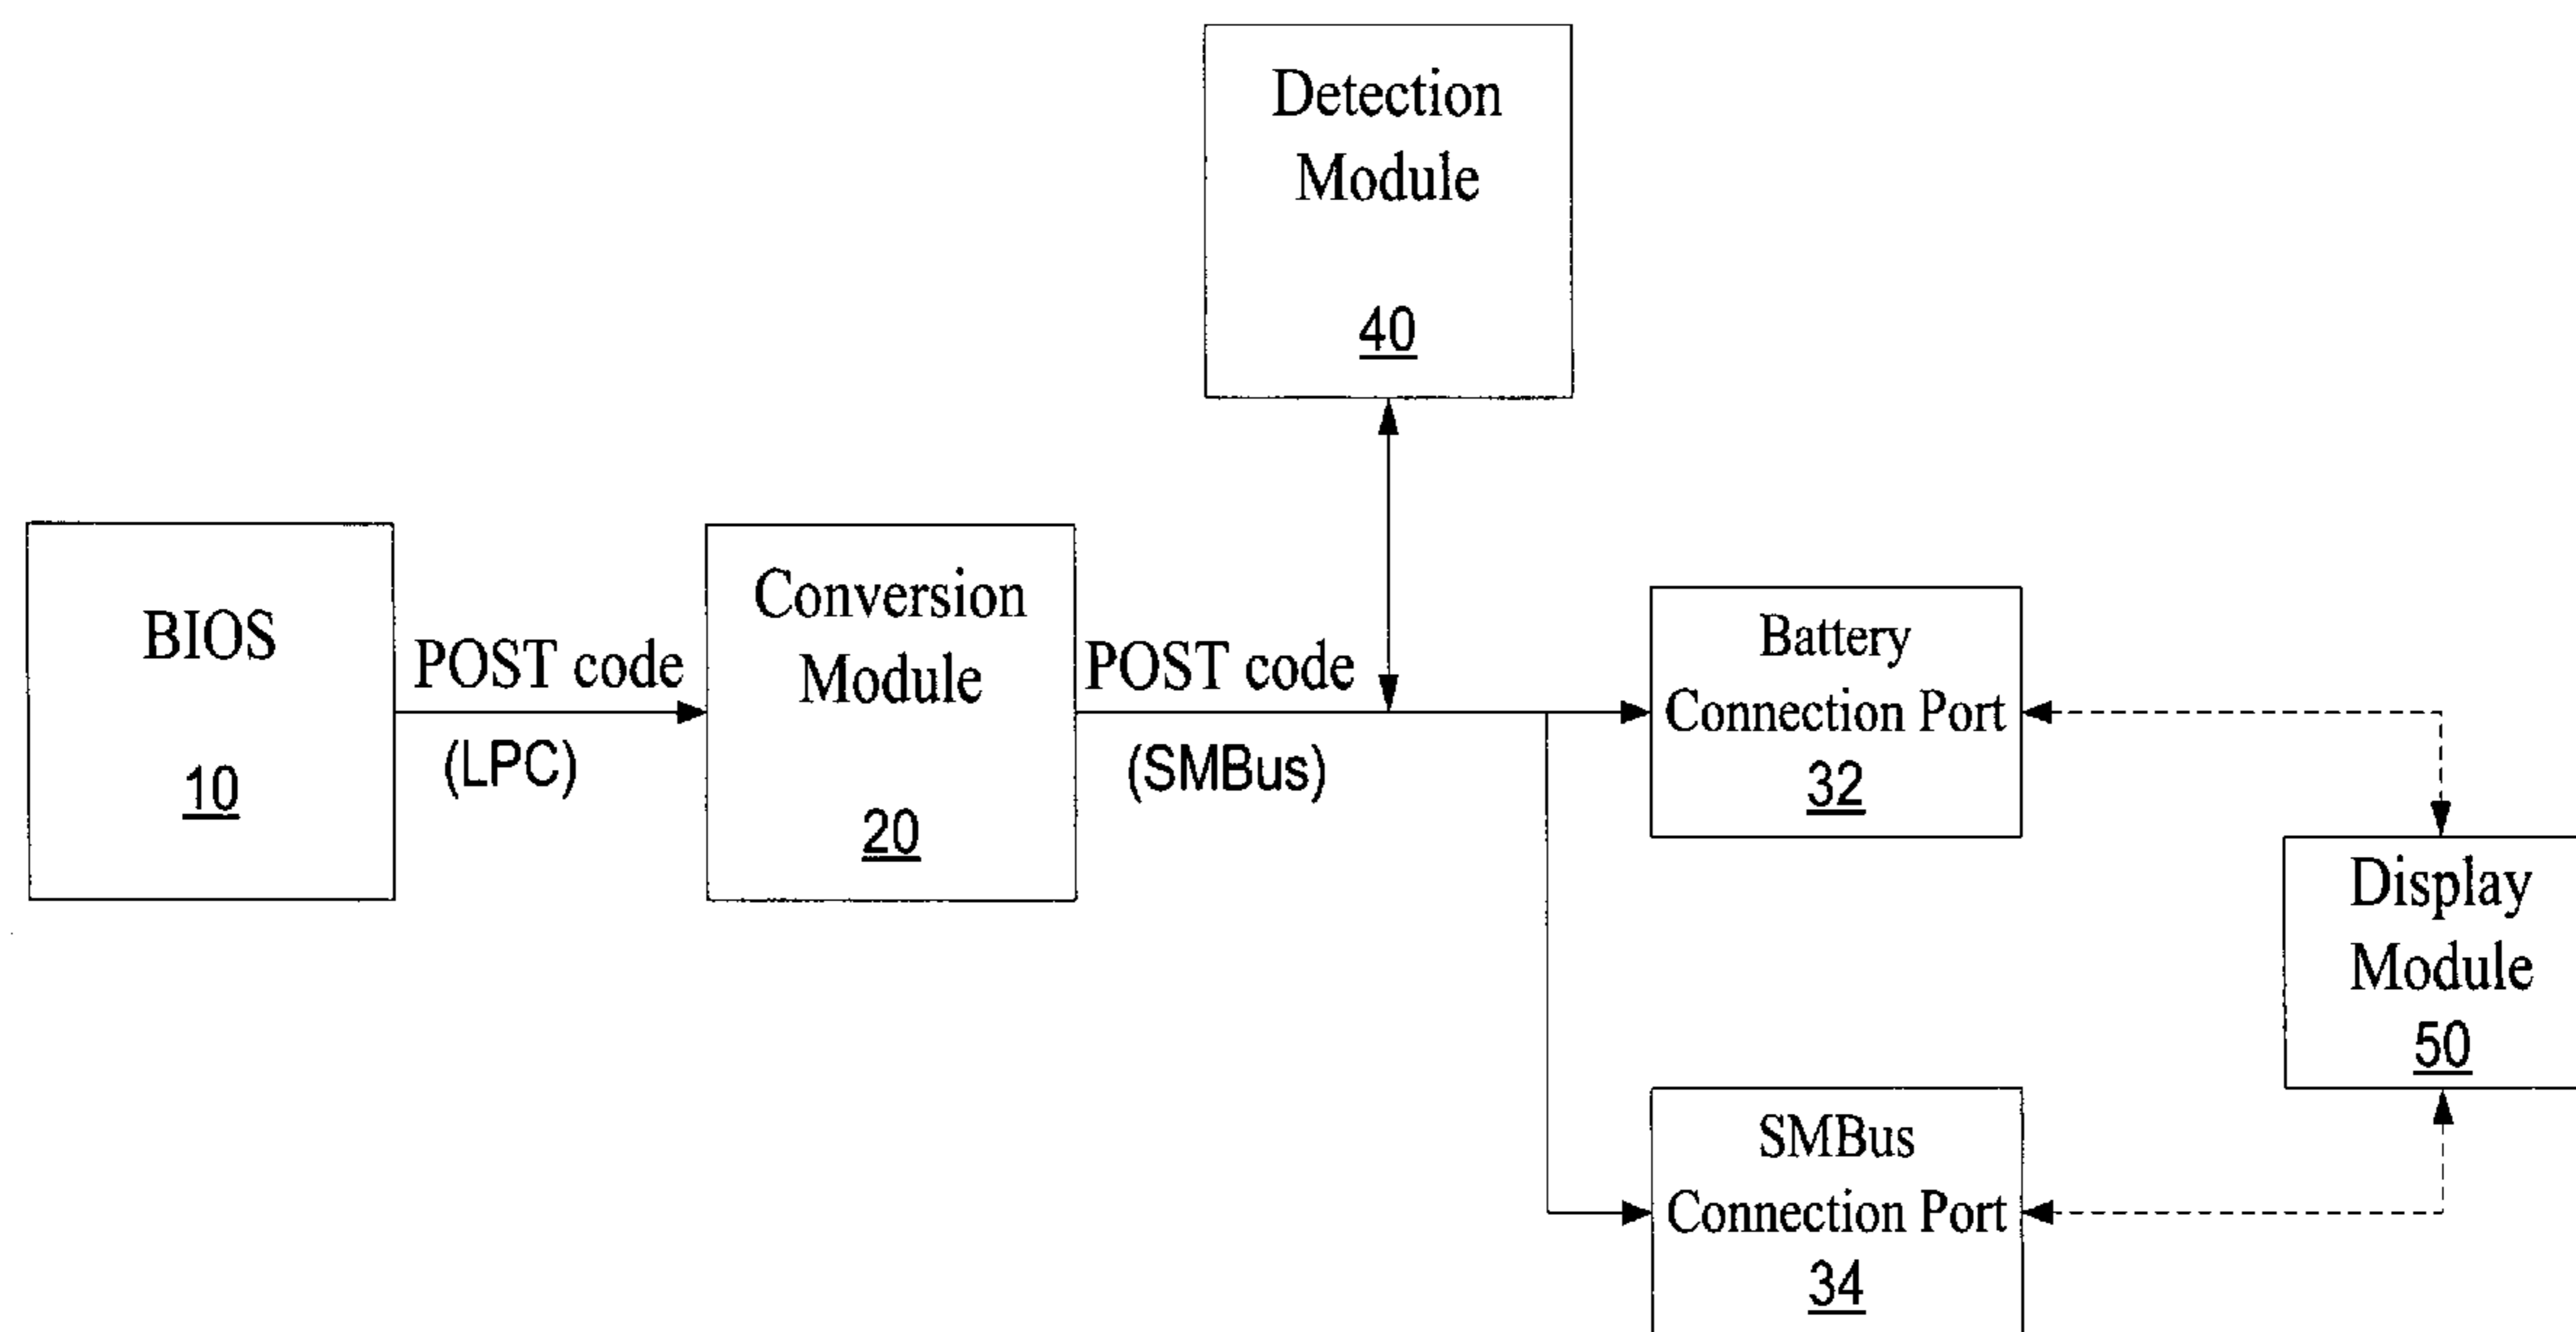 Detection
Module
40
BIOS
10
POST code
(LPC)
Conversion
Module
20
POST code
(SMBus)
Battery
Connection Port
32
Display
Module
50
SMBus
Connection Port
34